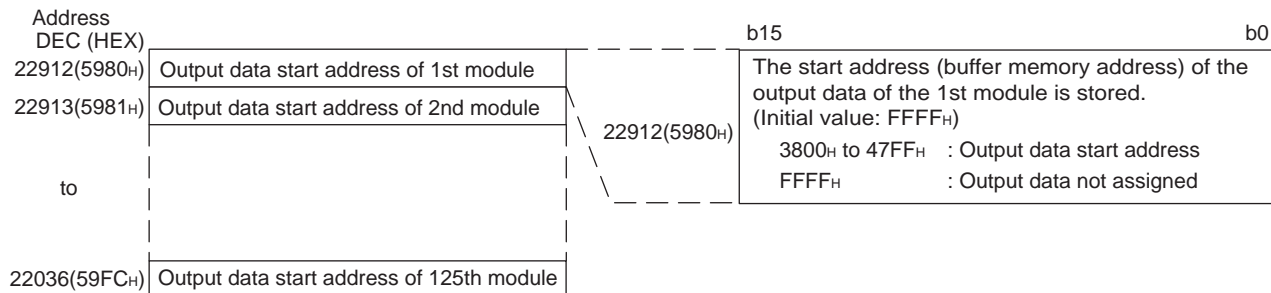 Address
DEC (HEX)
22912(5980H) Output data start address of 1st module
22913(5981H) Output data start address of 2nd module
to
22036(59FCH) Output data start address of 125th module
b15 b0
22912(5980H)
The start address (buffer memory address) of the
output data of the 1st module is stored.
(Initial value: FFFFH)
3800H to 47FFH : Output data start address
FFFFH : Output data not assigned